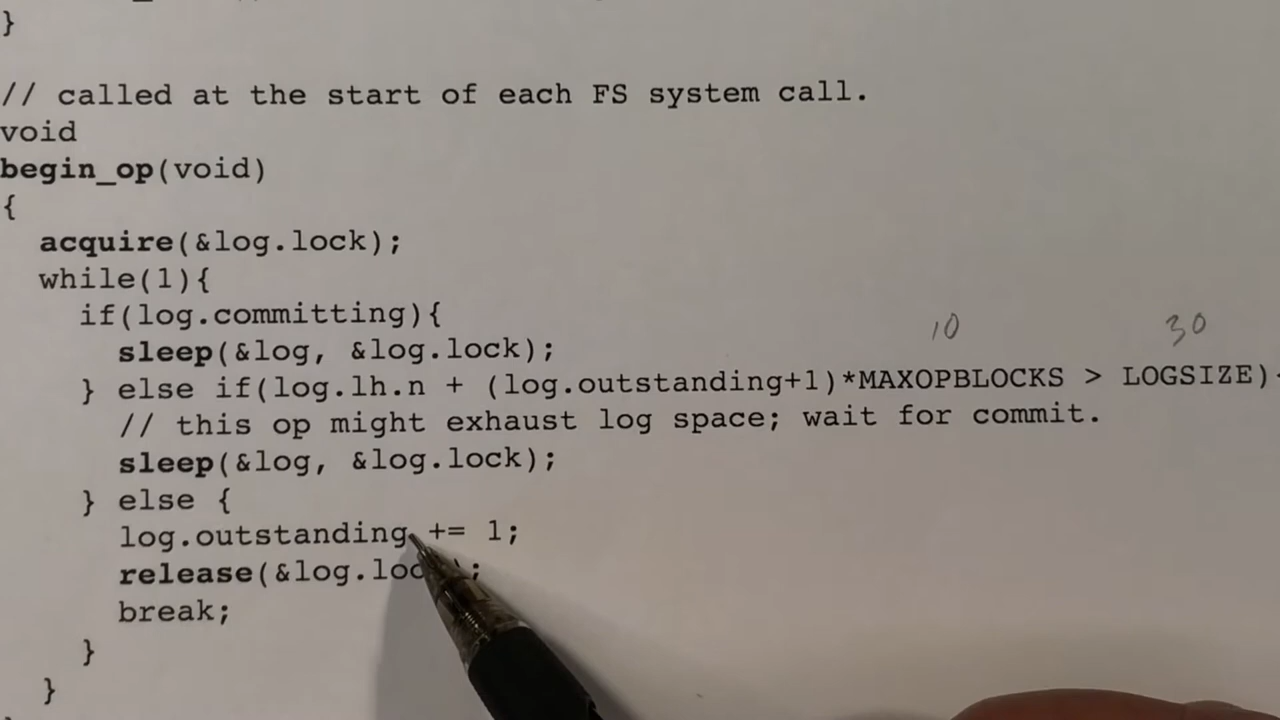 }
// called at the start of each FS system call.
void
begin_op(void)
{
acquire(&log.lock);
while(1){
if(log.committing){
10 30
sleep(&log, &log.lock);
} else if(log.lh.n + (log.outstanding+1)*MAXOPBLOCKS > LOGSIZE)
// this op might exhaust log space; wait for commit.
sleep(&log, &log.lock);
} else {
log.outstanding += 1;
release(&log.loc
break;
}
}